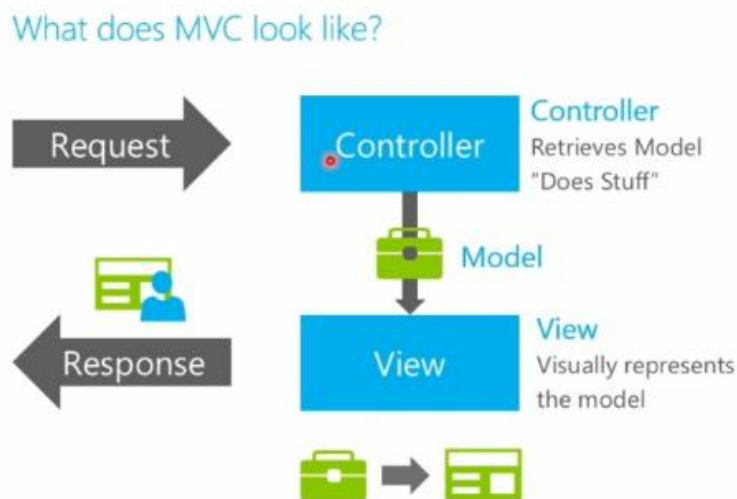 What does MVC look like?
Request
Controller
Controller
Retrieves Model
"Does Stuff"
Model
Response
View
View
Visually represents
the model